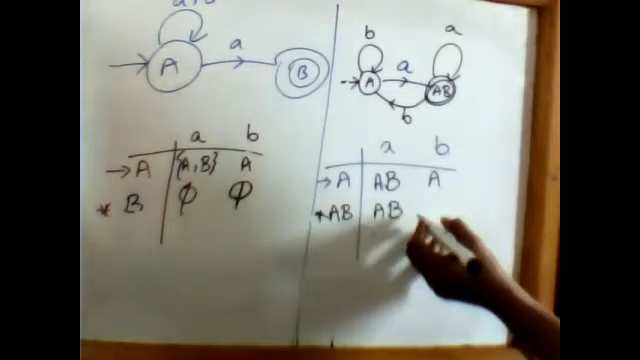 a
A
B
a b
→ A {A,B} A
* B ϕ ϕ
b a
a
A AB
b
a b
→ A AB A
* AB AB